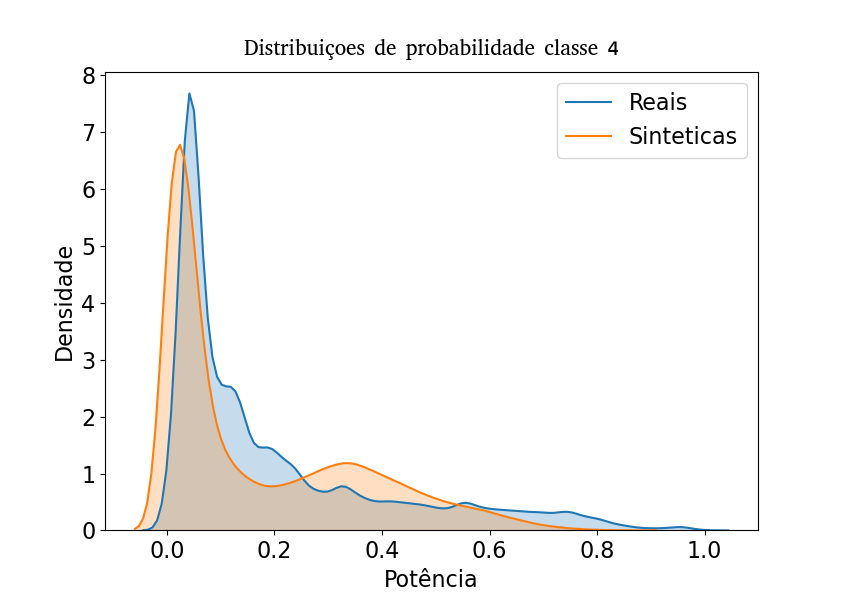 Distribuiçoes de probabilidade classe 4
Reais
Sinteticas
Densidade
8
7
6
5
4
3
2
1
0
0.0 0.2 0.4 0.6 0.8 1.0
Potência